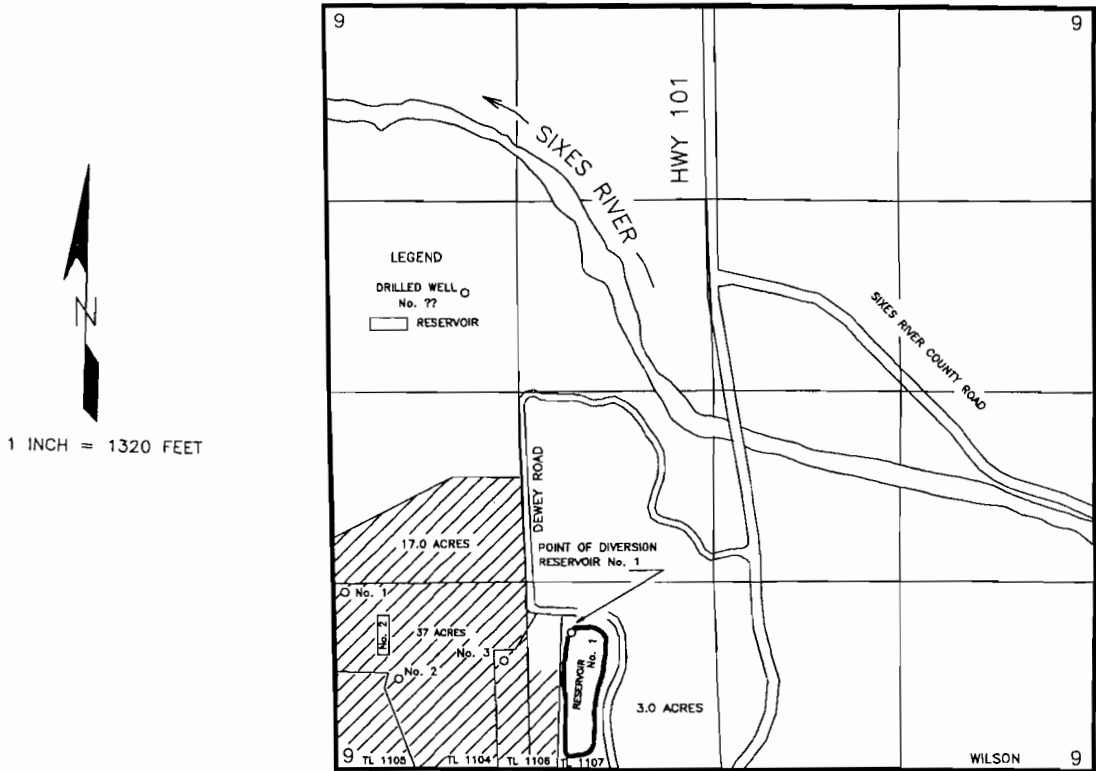 9
9
HWY 101
SIXES RIVER
LEGEND
DRILLED WELL
No. ??
RESERVOIR
SIXES RIVER COUNTY ROAD
N
1 INCH = 1320 FEET
DEWEY ROAD
17.0 ACRES
POINT OF DIVERSION
RESERVOIR No. 1
No. 1
No. 2
37 ACRES
No. 3
No. 2
RESERVOIR
No. 1
3.0 ACRES
9
TL 1105
TL 1104
TL 1106
TL 1107
WILSON
9